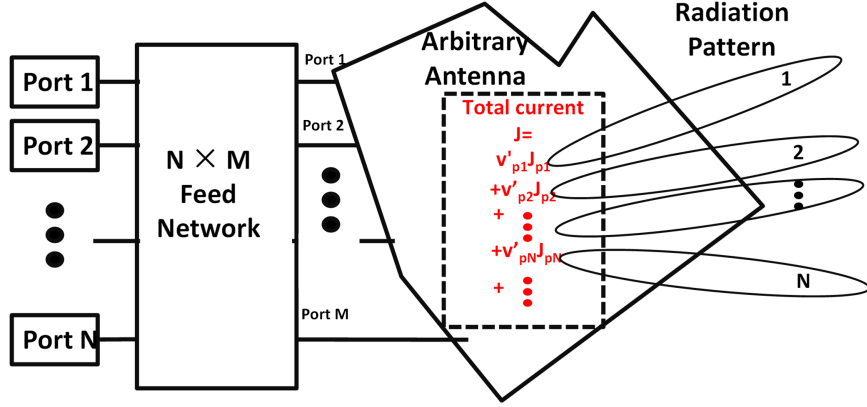 Port 1
Port 2
Port N
N × M
Feed
Network
Port 1
Port 2
Port M
Arbitrary
Antenna
Total current
J=
v'p1Jp1
+v'p2Jp2
+
+v'pNJpN
+
Radiation
Pattern
1
2
N